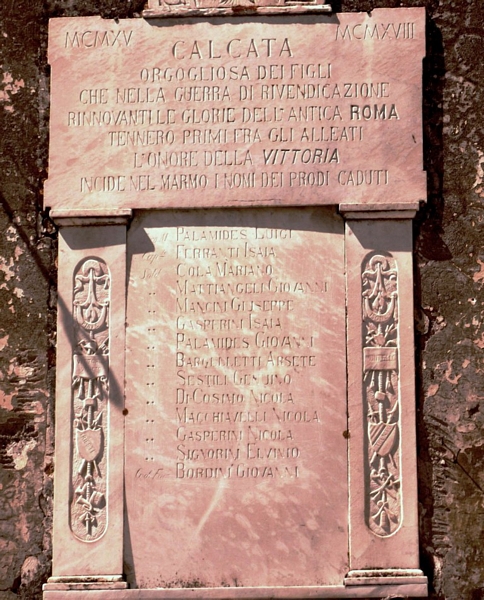 MCMXV MCMXVIII
CALCATA
ORGOGLIOSA DEI FIGLI
CHE NELLA GUERRA DI RIVENDICAZIONE
RINNOVANTI LE GLORIE DELL'ANTICA ROMA
TENNERO PRIMI FRA GLI ALLEATI
L'ONORE DELLA VITTORIA
INCIDE NEL MARMO I NOMI DEI PRODI CADUTI
PALAMIDES LUIGI
FERRANTI ISAIA
COLA MARIANO
,, MATTIANGELI GIOVANNI
,, MANCINI GIUSEPPE
,, GASPERINI ISAIA
,, PALAMIDES GIOVANNI
,, BARGELLETTI ARSETE
,, SESTILI GESUINO
,, DI COSIMO NICOLA
,, MACCHIAVELLI NICOLA
,, GASPERINI NICOLA
,, SIGNORINI ELVINIO
BORDINI GIOVANNI